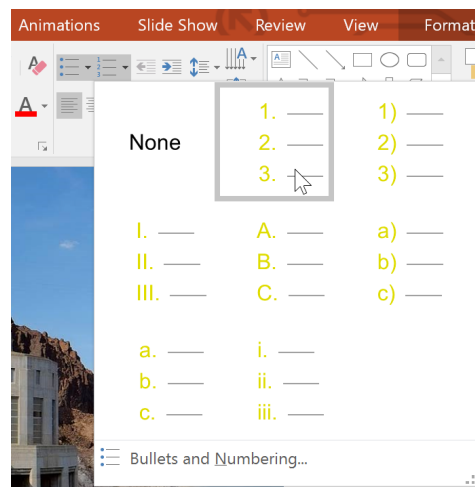 Animations Slide Show Review View Format
A
A
A
None
1.
2.
3.
1)
2)
3)
I.
II.
III.
A.
B.
C.
a)
b)
c)
a.
b.
c.
i.
ii.
iii.
Bullets and Numbering...